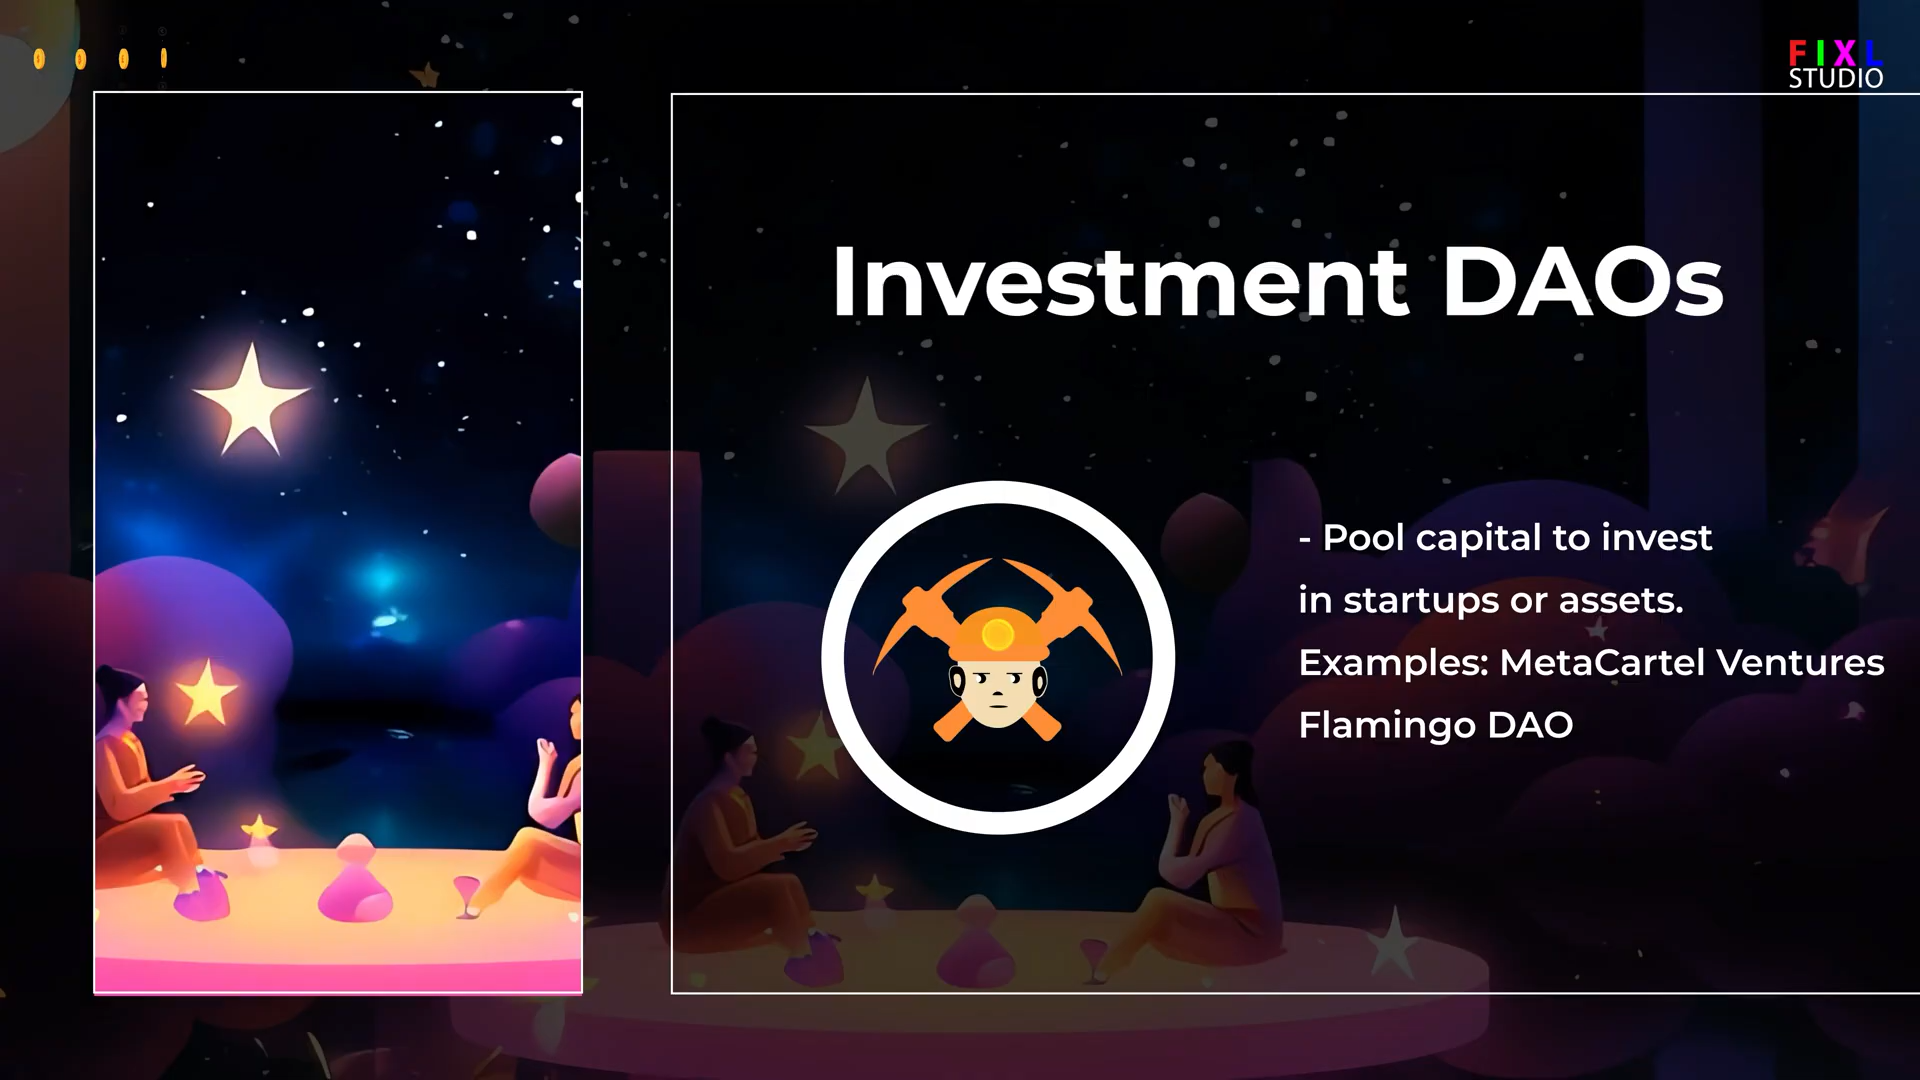 FIXL
STUDIO
Investment DAOs
- Pool capital to invest
in startups or assets.
Examples: MetaCartel Ventures
Flamingo DAO